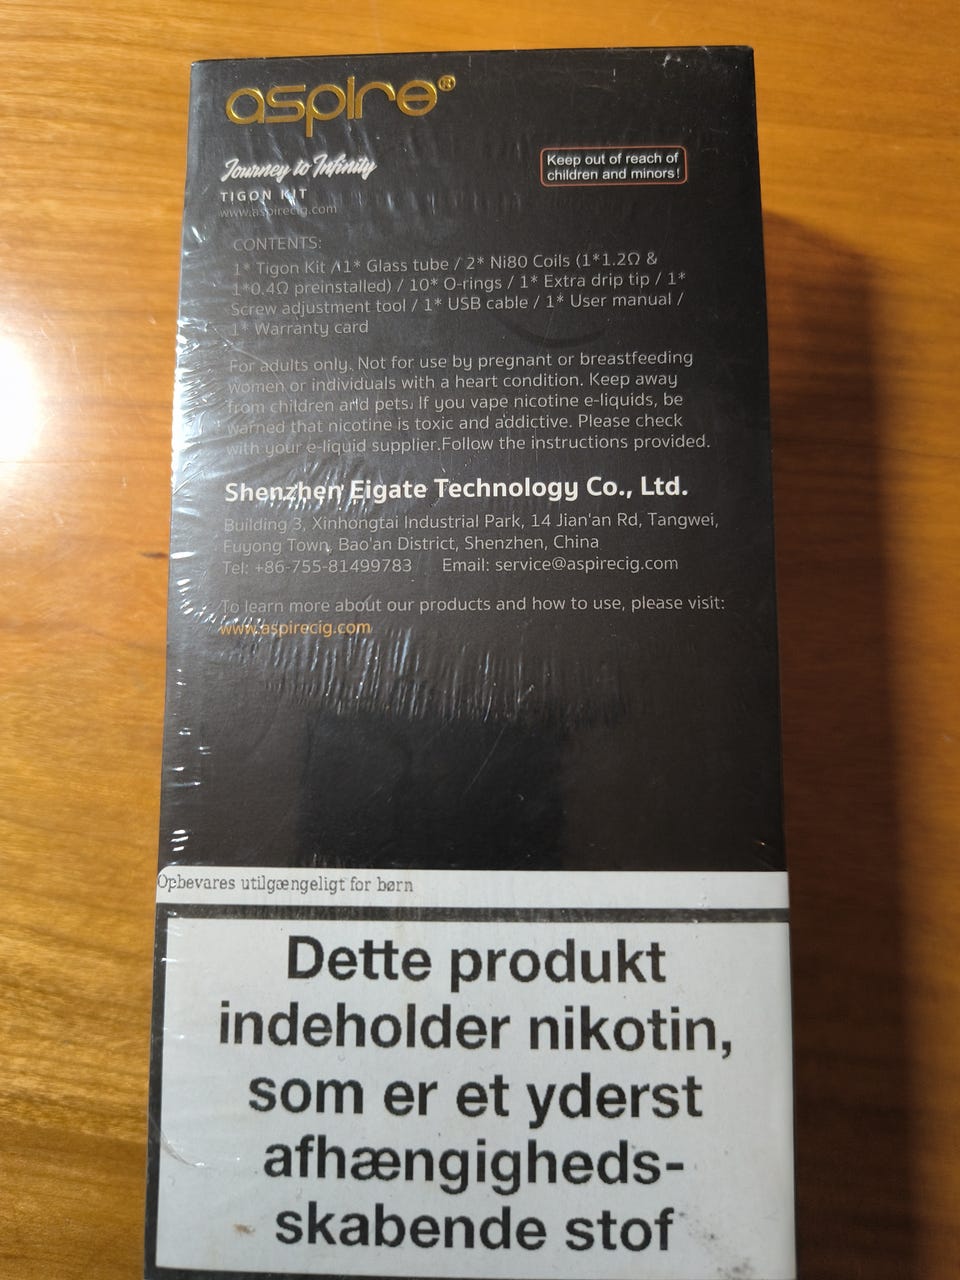 aspire®
Journey to Infinity
TIGON KIT
www.aspirecig.com
Keep out of reach of
children and minors!
CONTENTS:
1* Tigon Kit / 1* Glass tube / 2* Ni80 Coils (1*1.2Ω &
1*0.4Ω preinstalled) / 10* O-rings / 1* Extra drip tip / 1*
Screw adjustment tool / 1* USB cable / 1* User manual /
1* Warranty card
For adults only. Not for use by pregnant or breastfeeding
women or individuals with a heart condition. Keep away
from children and pets. If you vape nicotine e-liquids, be
warned that nicotine is toxic and addictive. Please check
with your e-liquid supplier.Follow the instructions provided.
Shenzhen Eigate Technology Co., Ltd.
Building 3, Xinhongtai Industrial Park, 14 Jian'an Rd, Tangwei,
Fuyong Town, Bao'an District, Shenzhen, China
Tel: +86-755-81499783 Email: service@aspirecig.com
To learn more about our products and how to use, please visit:
www.aspirecig.com
Opbevares utilgængeligt for børn
Dette produkt
indeholder nikotin,
som er et yderst
afhængigheds-
skabende stof